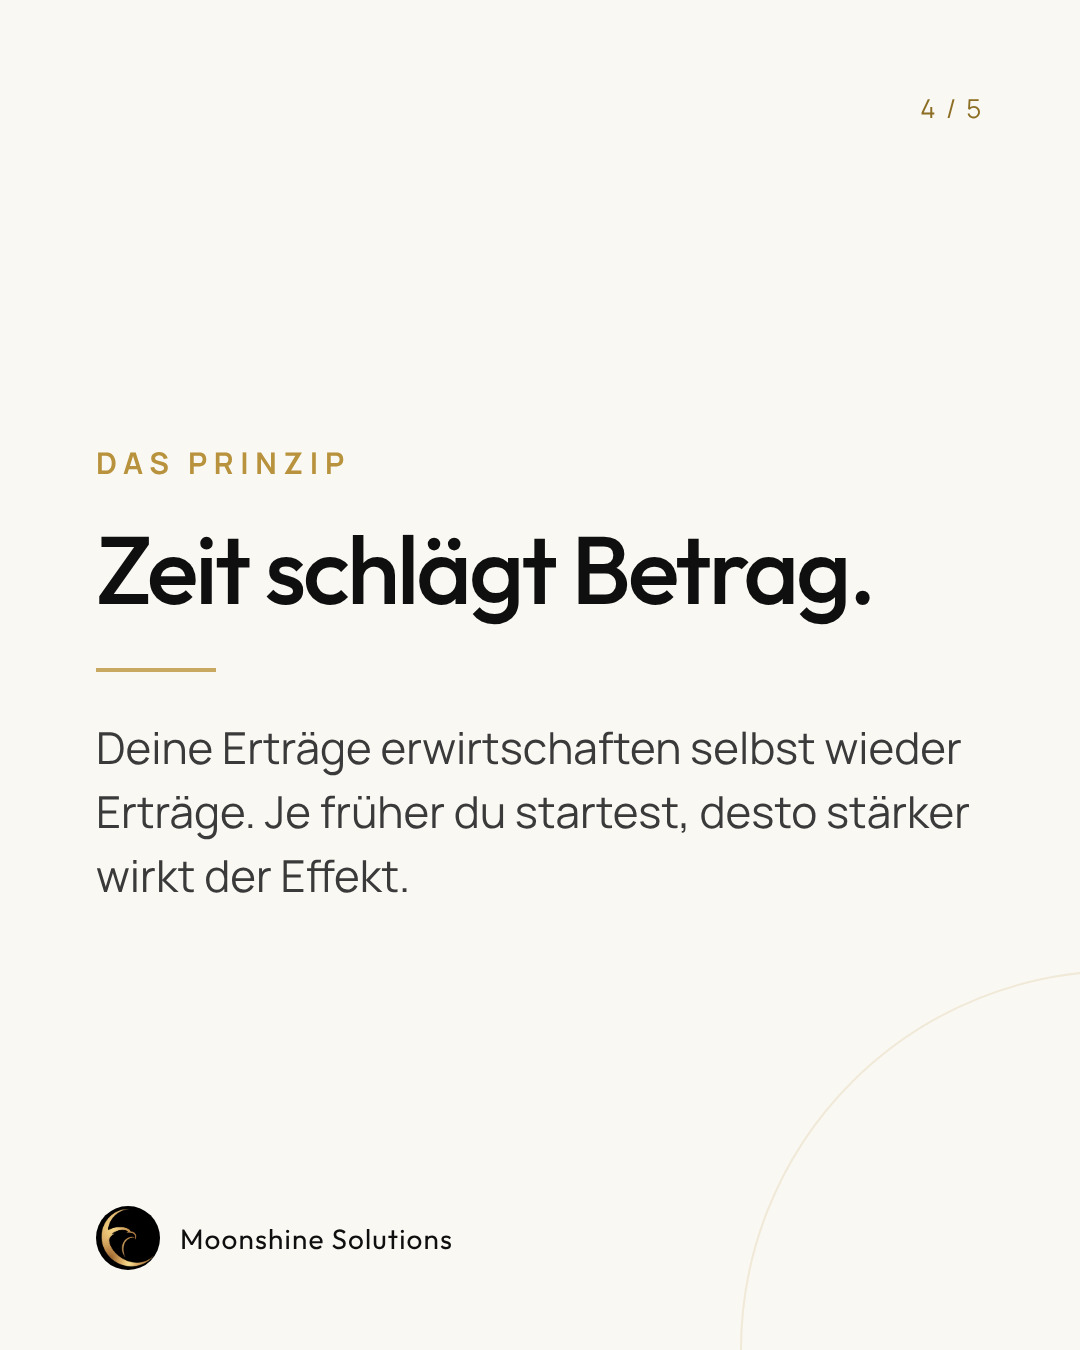 4 / 5
DAS PRINZIP
Zeit schlägt Betrag.
Deine Erträge erwirtschaften selbst wieder
Erträge. Je früher du startest, desto stärker
wirkt der Effekt.
Moonshine Solutions